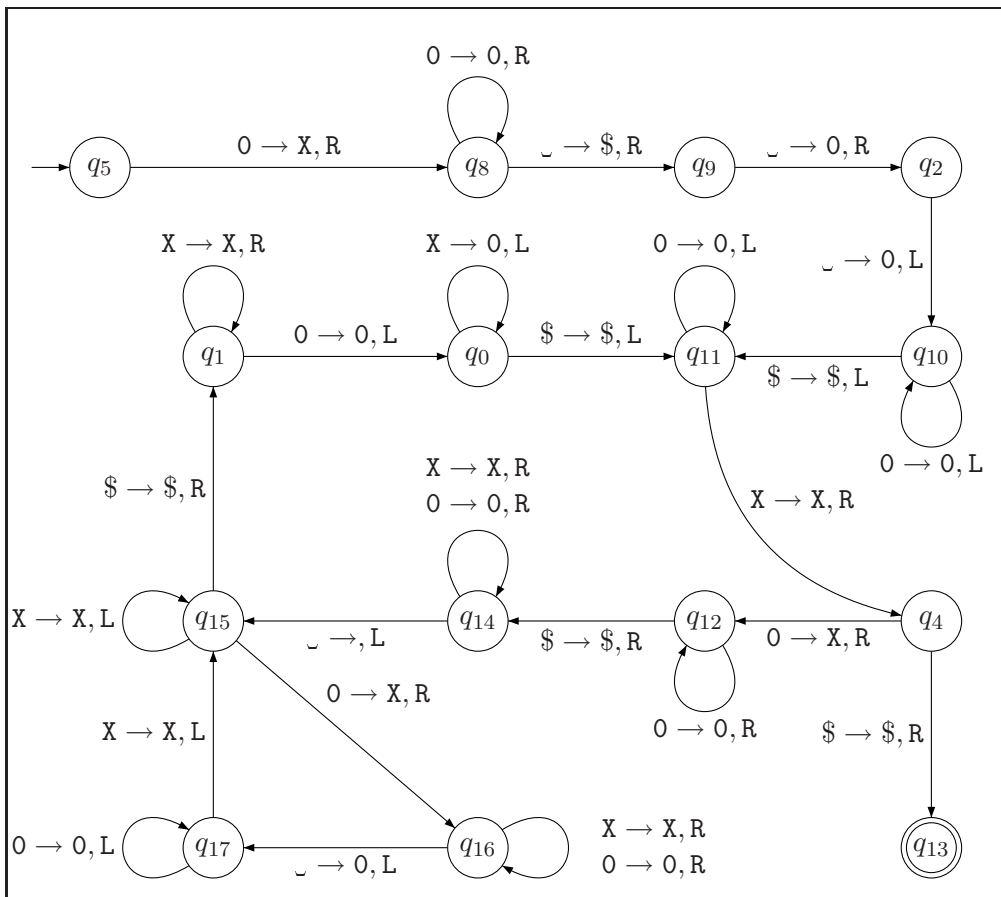 0 → 0, R
0 → X, R
␣ → $, R
␣ → 0, R
q5
q8
q9
q2
X → X, R
X → 0, L
0 → 0, L
␣ → 0, L
0 → 0, L
$ → $, L
q1
q0
q11
q10
$ → $, L
0 → 0, L
X → X, R
0 → 0, R
$ → $, R
X → X, R
X → X, L
q15
q14
q12
q4
␣ →, L
$ → $, R
0 → X, R
0 → X, R
X → X, L
0 → 0, R
$ → $, R
0 → 0, L
q17
q16
X → X, R
0 → 0, R
q13
␣ → 0, L